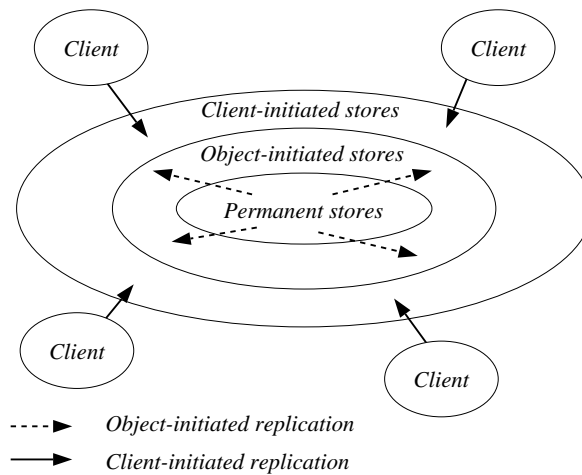 Client
Client
Client-initiated stores
Object-initiated stores
Permanent stores
Client
Client
Object-initiated replication
Client-initiated replication